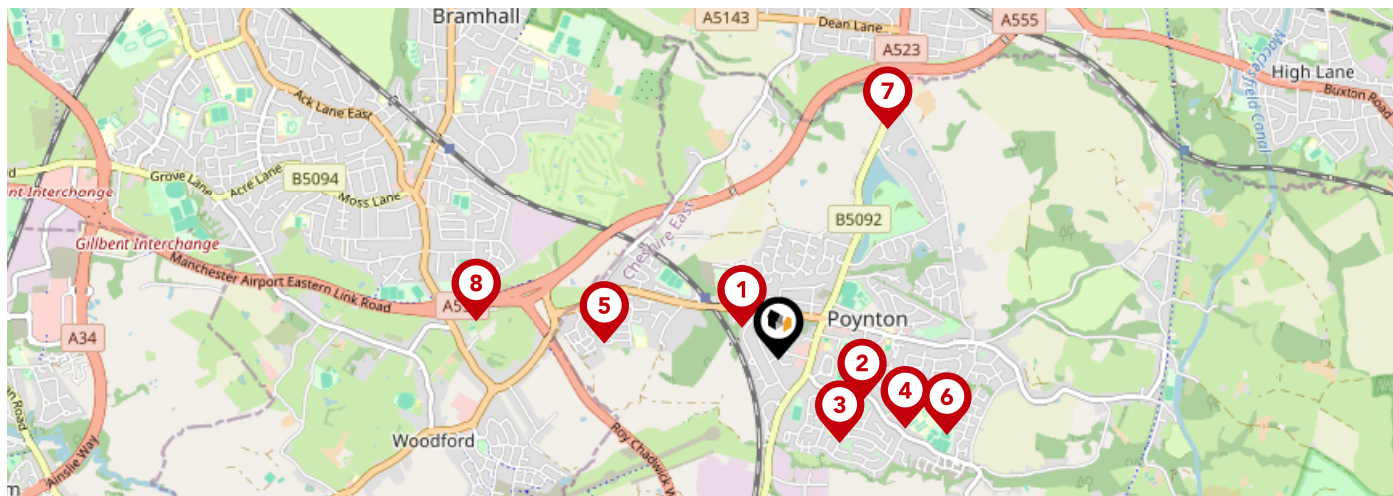 Bramhall
A5143
Dean Lane
A555
A523
High Lane
Buxton Road
Macclesfield Canal
Ack Lane East
7
Grove Lane
Acre Lane
B5094
Moss Lane
Interchange
B5092
Gillbent Interchange
Cheshire East
Manchester Airport Eastern Link Road
8
5
1
A34
Poynton
2
4
6
3
Woodford
Roy Chadwick
Ainslie Way
Road